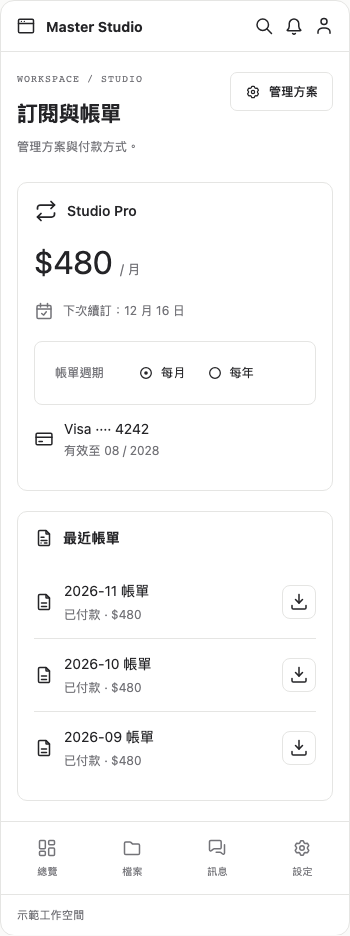 Master Studio
WORKSPACE / STUDIO
訂閱與帳單
管理方案與付款方式。
管理方案
Studio Pro
$480 / 月
下次續訂：12 月 16 日
帳單週期 每月 每年
Visa ···· 4242
有效至 08 / 2028
最近帳單
2026-11 帳單
已付款 · $480
2026-10 帳單
已付款 · $480
2026-09 帳單
已付款 · $480
總覽 檔案 訊息 設定
示範工作空間